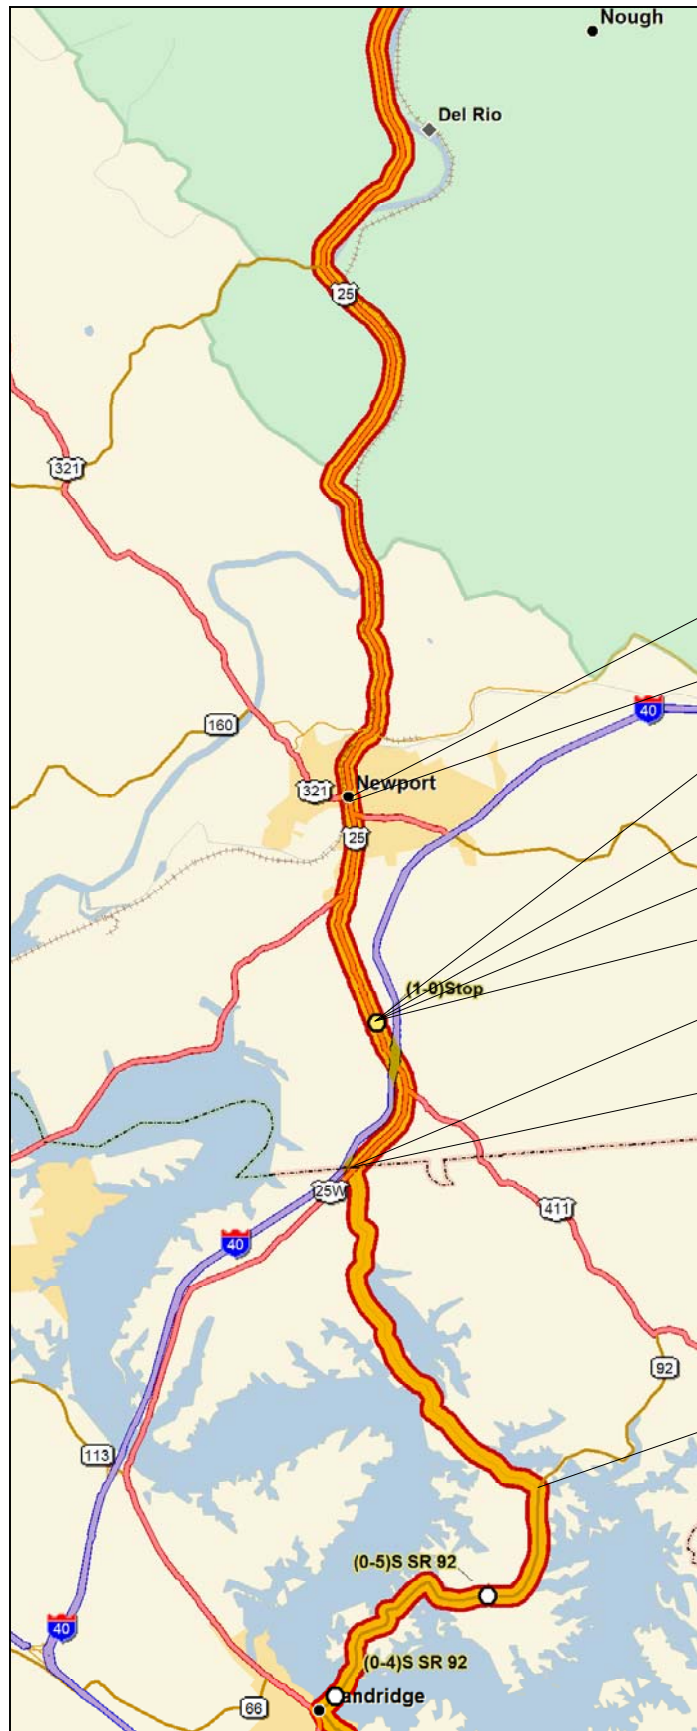 Nough
Del Rio
25
321
40
160
321
Newport
25
(1-0)Stop
25W
411
40
92
113
(0-5)S SR 92
40
(0-4)S SR 92
andridge
66